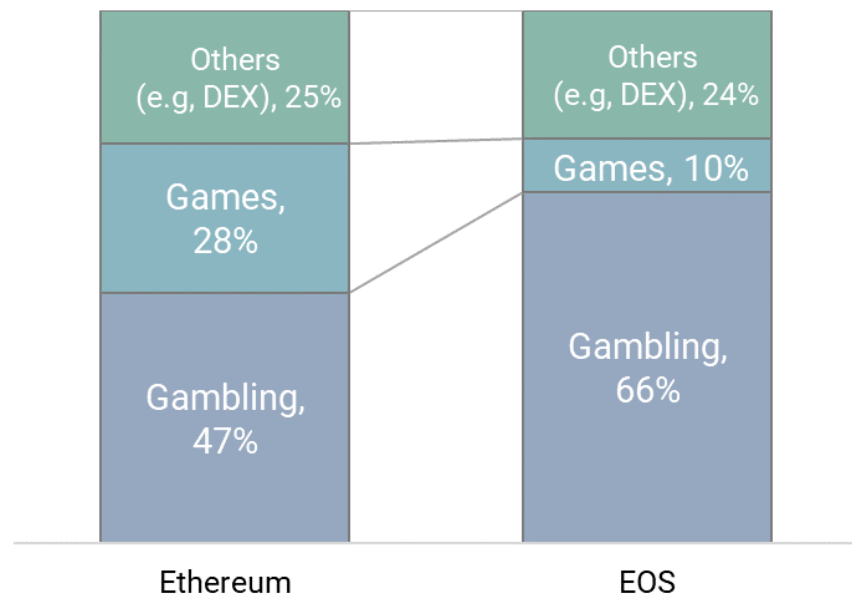 Others
(e.g, DEX), 25%
Games,
28%
Gambling,
47%
Others
(e.g, DEX), 24%
Games, 10%
Gambling,
66%
Ethereum
EOS